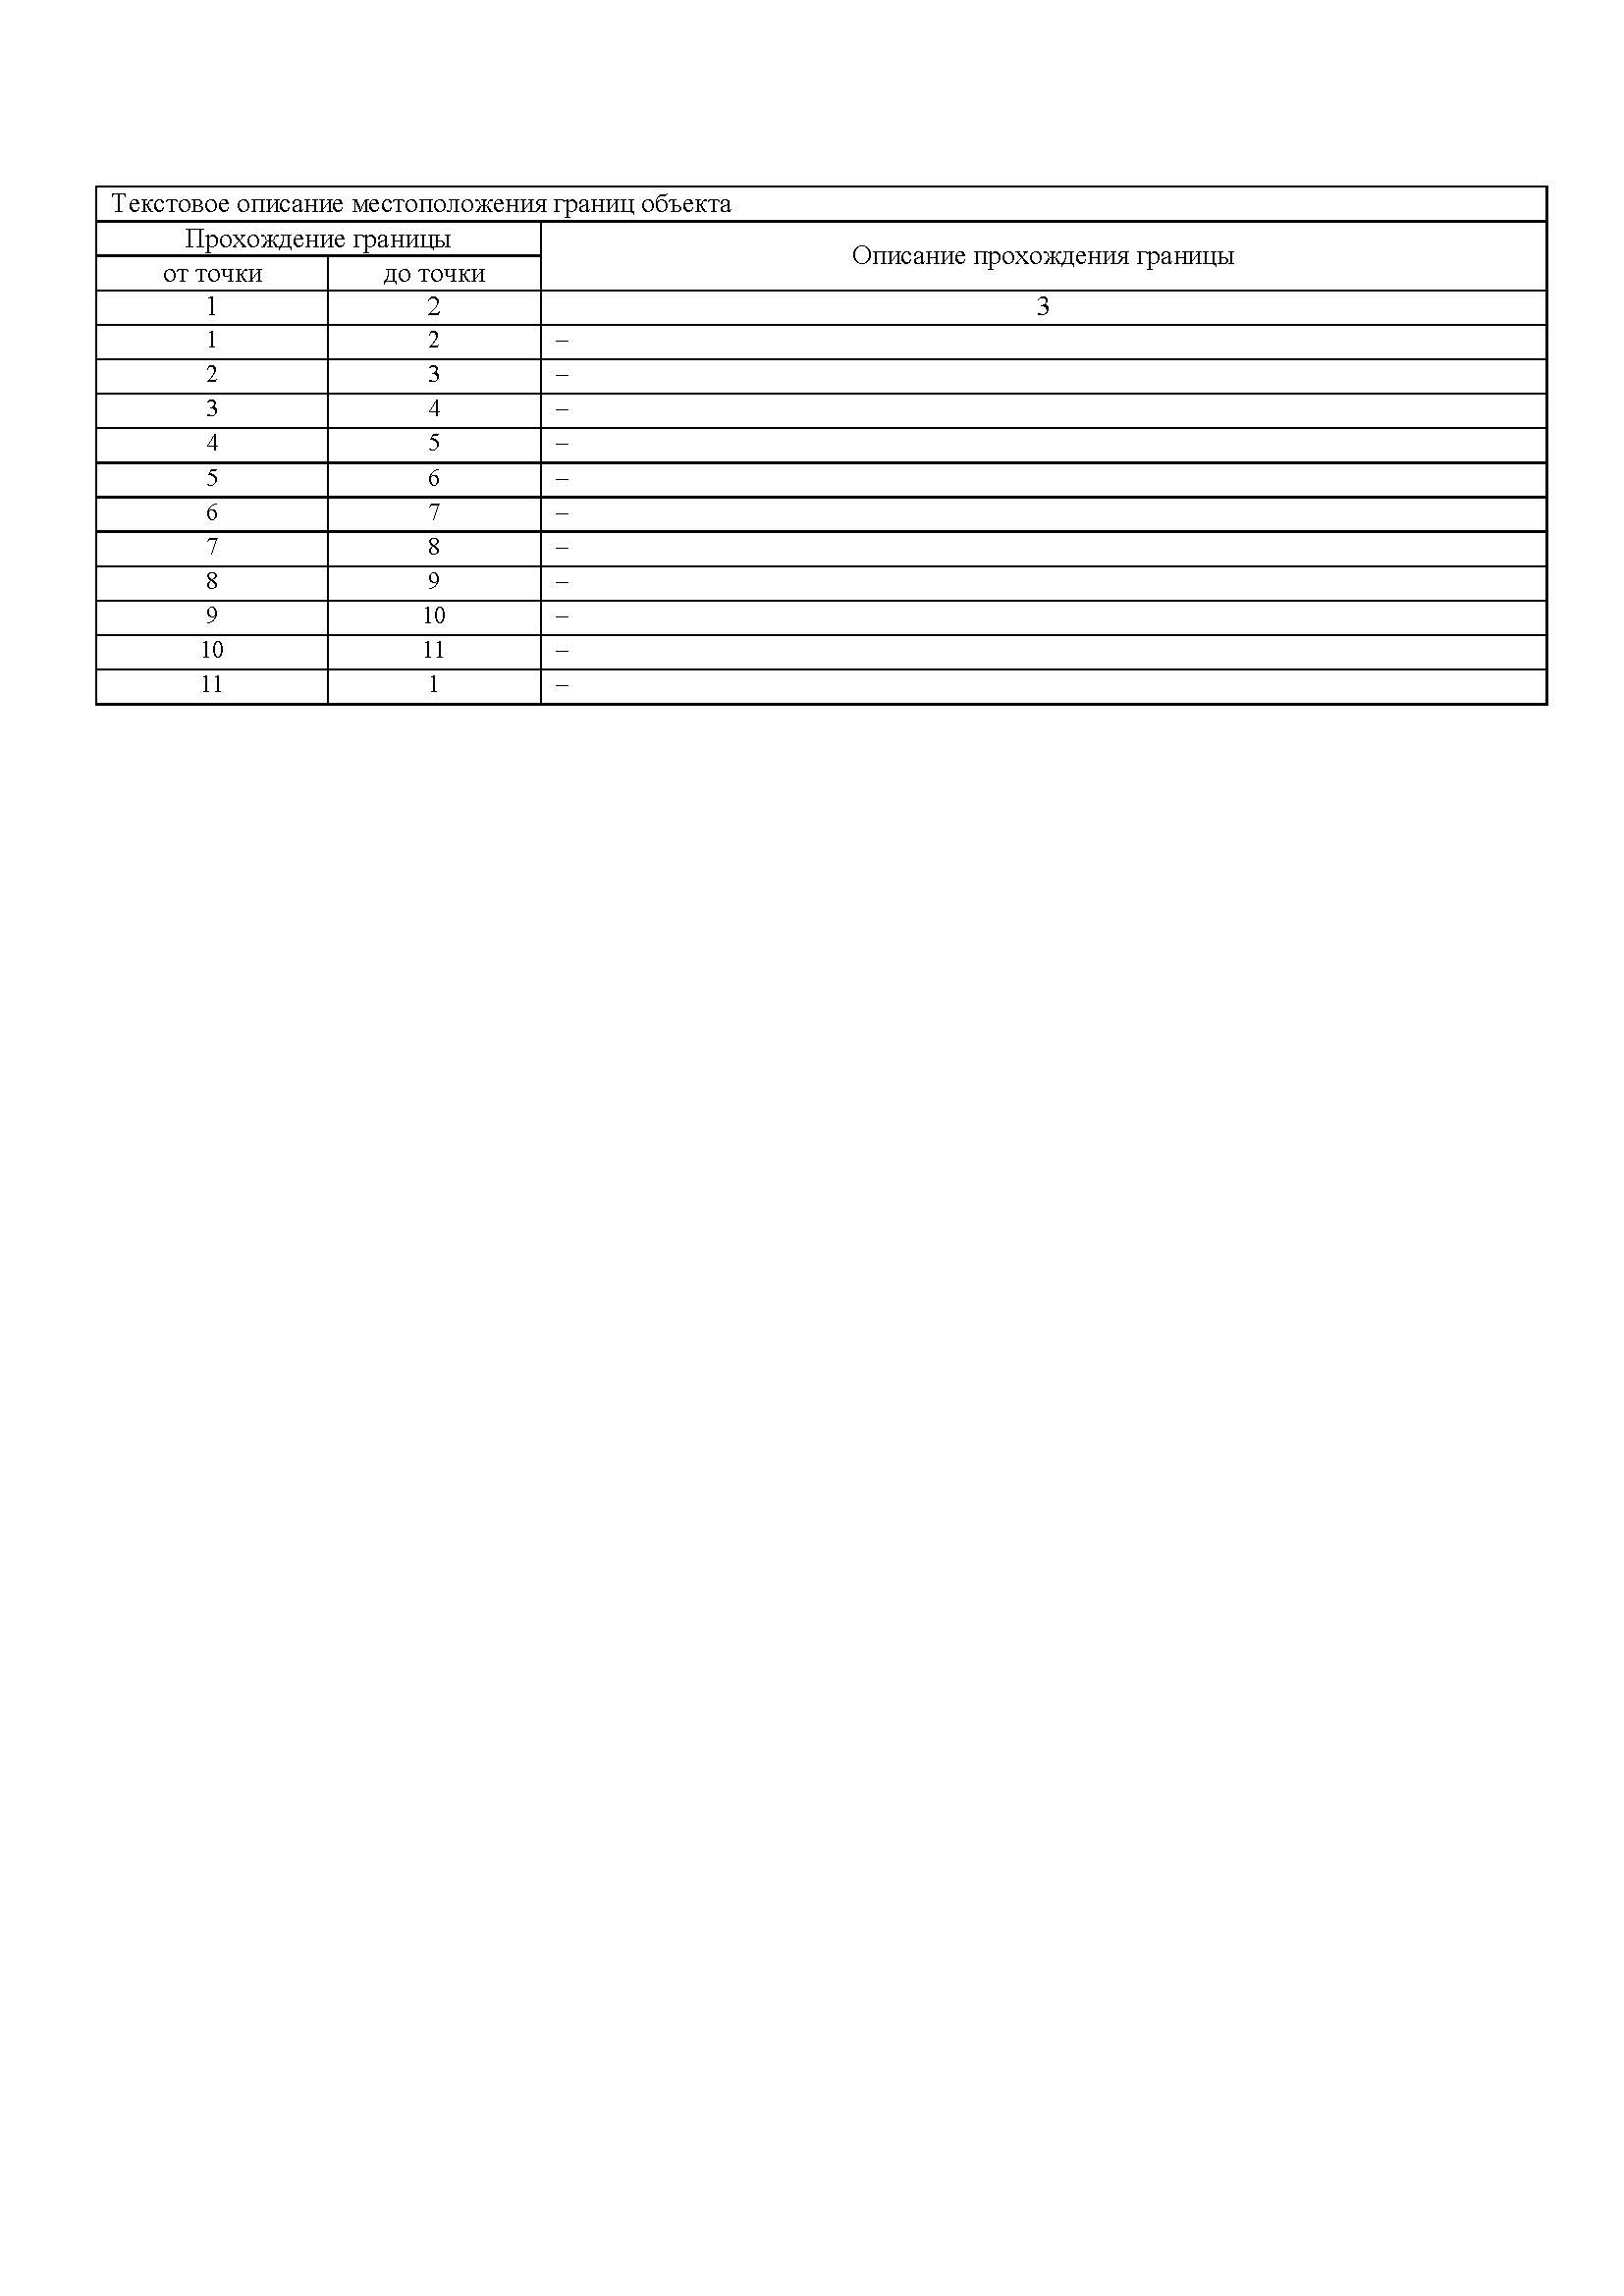 Текстовое описание местоположения границ объекта
Прохождение границы
Описание прохождения границы
от точки до точки
1 2 3
1 2 –
2 3 –
3 4 –
4 5 –
5 6 –
6 7 –
7 8 –
8 9 –
9 10 –
10 11 –
11 1 –